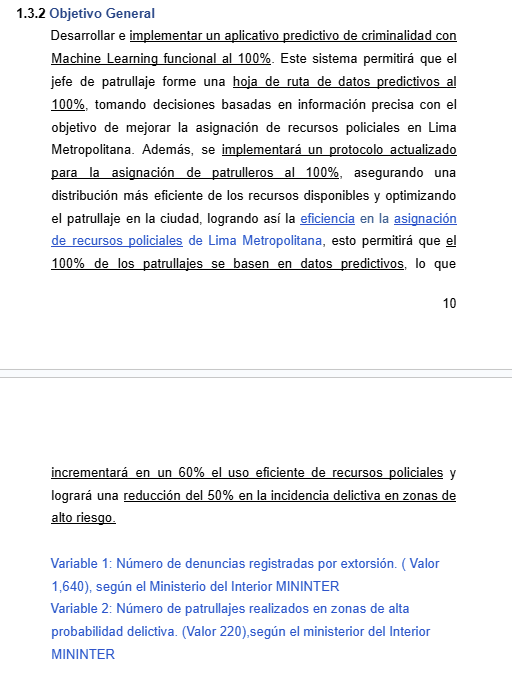 1.3.2 Objetivo General
Desarrollar e implementar un aplicativo predictivo de criminalidad con
Machine Learning funcional al 100%. Este sistema permitirá que el
jefe de patrullaje forme una hoja de ruta de datos predictivos al
100%, tomando decisiones basadas en información precisa con el
objetivo de mejorar la asignación de recursos policiales en Lima
Metropolitana. Además, se implementará un protocolo actualizado
para la asignación de patrulleros al 100%, asegurando una
distribución más eficiente de los recursos disponibles y optimizando
el patrullaje en la ciudad, logrando así la eficiencia en la asignación
de recursos policiales de Lima Metropolitana, esto permitirá que el
100% de los patrullajes se basen en datos predictivos, lo que
10
incrementará en un 60% el uso eficiente de recursos policiales y
logrará una reducción del 50% en la incidencia delictiva en zonas de
alto riesgo.
Variable 1: Número de denuncias registradas por extorsión. ( Valor
1,640), según el Ministerio del Interior MININTER
Variable 2: Número de patrullajes realizados en zonas de alta
probabilidad delictiva. (Valor 220),según el ministerior del Interior
MININTER